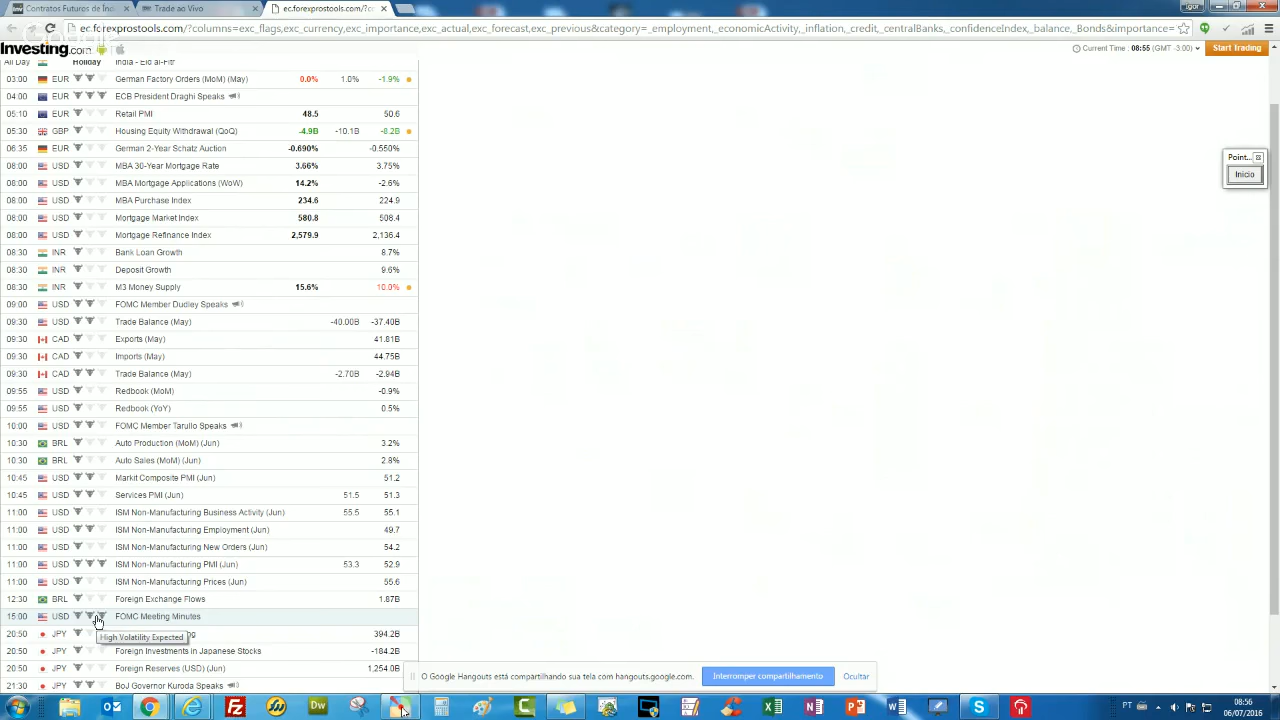 Contratos Futuros de Índ
Trade ao Vivo
ec.forexprostools.com/?co
Igor
ec.forexprostools.com/?columns=exc_flags,exc_currency,exc_importance,exc_actual,exc_forecast,exc_previous&category=_employment,_economicActivity,_inflation,_credit,_centralBanks,_confidenceIndex,_balance,_Bonds&importance=
Investing.com
Current Time : 08:55 (GMT -3:00)
Start Trading
All Day Holiday India - Eid al-Fitr
03:00 EUR German Factory Orders (MoM) (May) 0.0% 1.0% -1.9%
04:00 EUR ECB President Draghi Speaks
05:10 EUR Retail PMI 48.5 50.6
05:30 GBP Housing Equity Withdrawal (QoQ) -4.9B -10.1B -8.2B
06:35 EUR German 2-Year Schatz Auction -0.690% -0.550%
08:00 USD MBA 30-Year Mortgage Rate 3.66% 3.75%
08:00 USD MBA Mortgage Applications (WoW) 14.2% -2.6%
08:00 USD MBA Purchase Index 234.6 224.9
08:00 USD Mortgage Market Index 580.8 508.4
08:00 USD Mortgage Refinance Index 2,579.9 2,136.4
08:30 INR Bank Loan Growth 8.7%
08:30 INR Deposit Growth 9.6%
08:30 INR M3 Money Supply 15.6% 10.0%
09:00 USD FOMC Member Dudley Speaks
09:30 USD Trade Balance (May) -40.00B -37.40B
09:30 CAD Exports (May) 41.81B
09:30 CAD Imports (May) 44.75B
09:30 CAD Trade Balance (May) -2.70B -2.94B
09:55 USD Redbook (MoM) -0.9%
09:55 USD Redbook (YoY) 0.5%
10:00 USD FOMC Member Tarullo Speaks
10:30 BRL Auto Production (MoM) (Jun) 3.2%
10:30 BRL Auto Sales (MoM) (Jun) 2.8%
10:45 USD Markit Composite PMI (Jun) 51.2
10:45 USD Services PMI (Jun) 51.5 51.3
11:00 USD ISM Non-Manufacturing Business Activity (Jun) 55.5 55.1
11:00 USD ISM Non-Manufacturing Employment (Jun) 49.7
11:00 USD ISM Non-Manufacturing New Orders (Jun) 54.2
11:00 USD ISM Non-Manufacturing PMI (Jun) 53.3 52.9
11:00 USD ISM Non-Manufacturing Prices (Jun) 55.6
12:30 BRL Foreign Exchange Flows 1.87B
15:00 USD FOMC Meeting Minutes
20:50 JPY 394.2B
High Volatility Expected
20:50 JPY Foreign Investments in Japanese Stocks -184.2B
20:50 JPY Foreign Reserves (USD) (Jun) 1,254.0B
21:30 JPY BoJ Governor Kuroda Speaks
Point...
Inicio
O Google Hangouts está compartilhando sua tela com hangouts.google.com.
Interromper compartilhamento
Ocultar
PT
08:56
06/07/2016